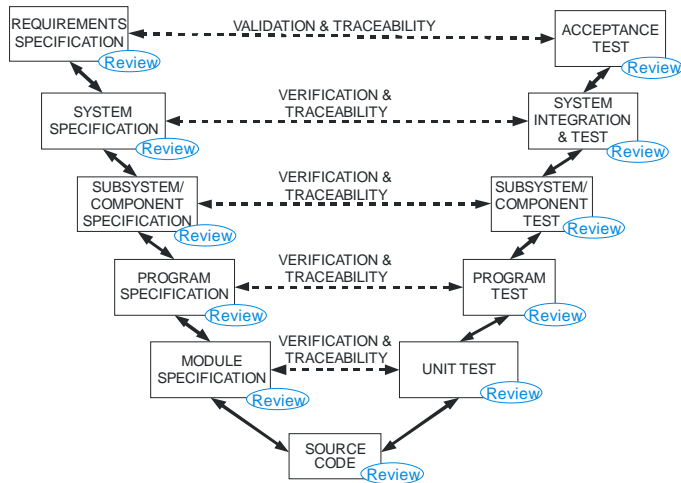 REQUIREMENTS
SPECIFICATION
Review
VALIDATION & TRACEABILITY
ACCEPTANCE
TEST
Review
SYSTEM
SPECIFICATION
Review
VERIFICATION &
TRACEABILITY
SYSTEM
INTEGRATION
& TEST
Review
SUBSYSTEM/
COMPONENT
SPECIFICATION
Review
VERIFICATION &
TRACEABILITY
SUBSYSTEM/
COMPONENT
TEST
Review
PROGRAM
SPECIFICATION
Review
VERIFICATION &
TRACEABILITY
PROGRAM
TEST
Review
MODULE
SPECIFICATION
Review
VERIFICATION &
TRACEABILITY
UNIT TEST
Review
SOURCE
CODE
Review